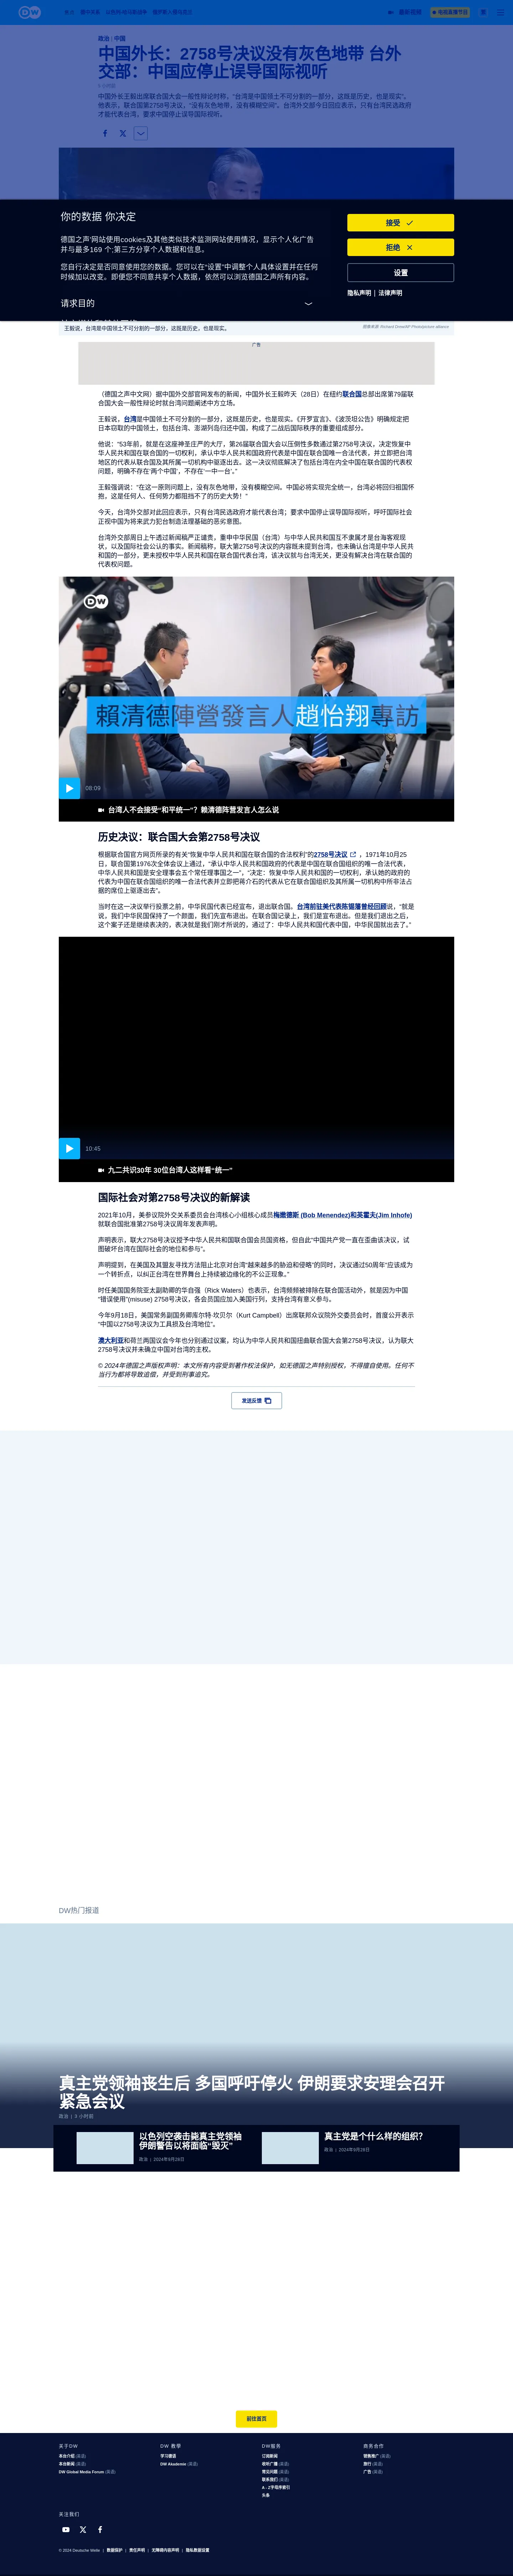 DW
最新视频
电视直播节目
政治 | 中国
中国外长：2758号决议没有灰色地带 台外
交部：中国应停止误导国际视听
中国外长王毅出席联合国大会一般性辩论时称，“台湾是中国领土不可分割的一部分，这既是历史，也是现实”。
他表示，联合国第2758号决议，“没有灰色地带，没有模糊空间”。台湾外交部今日回应表示，只有台湾民选政府
才能代表台湾，要求中国停止误导国际视听。
你的数据 你决定
德国之声’网站使用cookies及其他类似技术监测网站使用情况，显示个人化广告
并与最多169 个;第三方分享个人数据和信息。
您自行决定是否同意使用您的数据。您可以在“设置”中调整个人具体设置并在任何
时候加以改变。即便您不同意共享个人数据，依然可以浏览德国之声所有内容。
请求目的
接受
拒绝
设置
隐私声明 | 法律声明
王毅说，台湾是中国领土不可分割的一部分，这既是历史，也是现实。
图像来源: Richard Drew/AP Photo/picture alliance
广告
（德国之声中文网）据中国外交部官网发布的新闻，中国外长王毅昨天（28日）在纽约联合国总部出席第79届联
合国大会一般性辩论时就台湾问题阐述中方立场。
王毅说，台湾是中国领土不可分割的一部分，这既是历史，也是现实。《开罗宣言》、《波茨坦公告》明确规定把
日本窃取的中国领土，包括台湾、澎湖列岛归还中国，构成了二战后国际秩序的重要组成部分。
他说：“53年前，就是在这座神圣庄严的大厅，第26届联合国大会以压倒性多数通过第2758号决议，决定恢复中
华人民共和国在联合国的一切权利，承认中华人民共和国政府代表是中国在联合国唯一合法代表，并立即把台湾
地区的代表从联合国及其所属一切机构中驱逐出去。这一决议彻底解决了包括台湾在内全中国在联合国的代表权
问题，明确不存在‘两个中国’，不存在‘一中一台’。”
王毅强调说：“在这一原则问题上，没有灰色地带，没有模糊空间。中国必将实现完全统一，台湾必将回归祖国怀
抱，这是任何人、任何势力都阻挡不了的历史大势！”
今天，台湾外交部对此回应表示，只有台湾民选政府才能代表台湾；要求中国停止误导国际视听，呼吁国际社会
正视中国为将来武力犯台制造法理基础的恶劣意图。
台湾外交部周日上午透过新闻稿严正谴责，重申中华民国（台湾）与中华人民共和国互不隶属才是台海客观现
状，以及国际社会公认的事实。新闻稿称，联大第2758号决议的内容既未提到台湾，也未确认台湾是中华人民共
和国的一部分，更未授权中华人民共和国在联合国代表台湾，该决议皆与台湾无关，更没有解决台湾在联合国的
代表权问题。
DW
賴清德陣營發言人趙怡翔專訪
08:09
台湾人不会接受“和平统一”？赖清德阵营发言人怎么说
历史决议：联合国大会第2758号决议
根据联合国官方网页所录的有关“恢复中华人民共和国在联合国的合法权利”的2758号决议 ，1971年10月25
日，联合国第1976次全体会议上通过，“承认中华人民共和国政府的代表是中国在联合国组织的唯一合法代表，
中华人民共和国是安全理事会五个常任理事国之一”，“决定：恢复中华人民共和国的一切权利，承认她的政府的
代表为中国在联合国组织的唯一合法代表并立即把蒋介石的代表从它在联合国组织及其所属一切机构中所非法占
据的席位上驱逐出去”。
当时在这一决议举行投票之前，中华民国代表已经宣布，退出联合国。台湾前驻美代表陈锡藩曾经回顾说，“就是
说，我们中华民国保持了一个颜面，我们先宣布退出。在联合国记录上，我们是宣布退出。但是我们退出之后，
这个案子还是继续表决的，表决就是我们刚才所说的，通过了：中华人民共和国代表中国，中华民国就出去了。”
10:45
九二共识30年 30位台湾人这样看“统一”
国际社会对第2758号决议的新解读
2021年10月，美参议院外交关系委员会台湾核心小组核心成员梅嫩德斯 (Bob Menendez)和英霍夫(Jim Inhofe)
就联合国批准第2758号决议周年发表声明。
声明表示，联大2758号决议授予中华人民共和国联合国会员国资格，但自此“中国共产党一直在歪曲该决议，试
图破坏台湾在国际社会的地位和参与”。
声明提到，在美国及其盟友寻找方法阻止北京对台湾“越来越多的胁迫和侵略”的同时，决议通过50周年“应该成为
一个转折点，以纠正台湾在世界舞台上持续被边缘化的不公正现象。”
时任美国国务院亚太副助卿的华自强（Rick Waters）也表示，台湾频频被排除在联合国活动外，就是因为中国
“错误使用”(misuse) 2758号决议，各会员国应加入美国行列，支持台湾有意义参与。
今年9月18日，美国常务副国务卿库尔特·坎贝尔（Kurt Campbell）出席联邦众议院外交委员会时，首度公开表示
“中国以2758号决议为工具损及台湾地位”。
澳大利亚和荷兰两国议会今年也分别通过议案，均认为中华人民共和国扭曲联合国大会第2758号决议，认为联大
2758号决议并未确立中国对台湾的主权。
© 2024年德国之声版权声明：本文所有内容受到著作权法保护，如无德国之声特别授权，不得擅自使用。任何不
当行为都将导致追偿，并受到刑事追究。
发送反馈
DW热门报道
真主党领袖丧生后 多国呼吁停火 伊朗要求安理会召开
紧急会议
政治 | 3 小时前
以色列空袭击毙真主党领袖
伊朗警告以将面临“毁灭”
政治 | 2024年9月28日
真主党是个什么样的组织？
政治 | 2024年9月28日
前往首页
关于DW
本台介绍 (英语)
本台新闻 (英语)
DW Global Media Forum (英语)
DW 教學
学习德语
DW Akademie (英语)
DW服务
订阅新闻
收听广播 (英语)
常见问题 (英语)
联系我们 (英语)
A - Z字母序索引
头条
商务合作
销售推广 (英语)
旅行 (英语)
广告 (英语)
关注我们
© 2024 Deutsche Welle | 数据保护 | 责任声明 | 无障碍内容声明 | 隐私数据设置